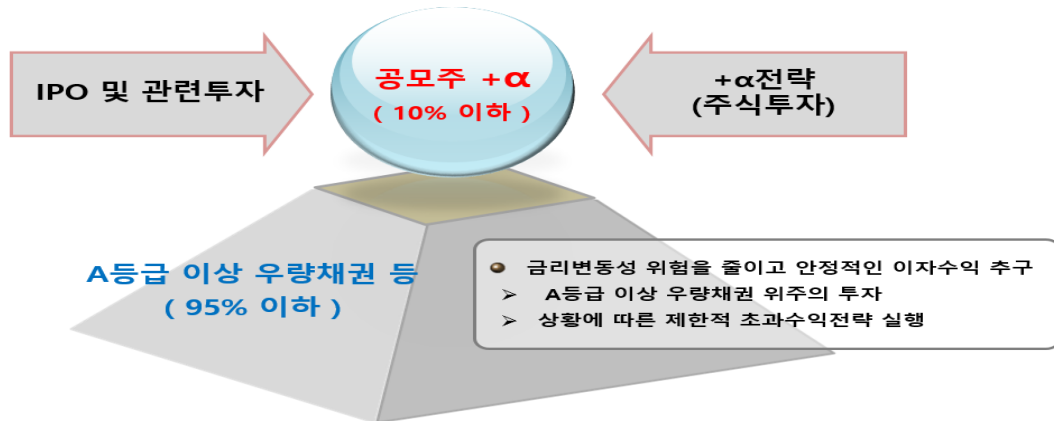 IPO 및 관련투자
공모주 +α
( 10% 이하 )
+α전략
(주식투자)
A등급 이상 우량채권 등
( 95% 이하 )
금리변동성 위험을 줄이고 안정적인 이자수익 추구
➢ A등급 이상 우량채권 위주의 투자
➢ 상황에 따른 제한적 초과수익전략 실행